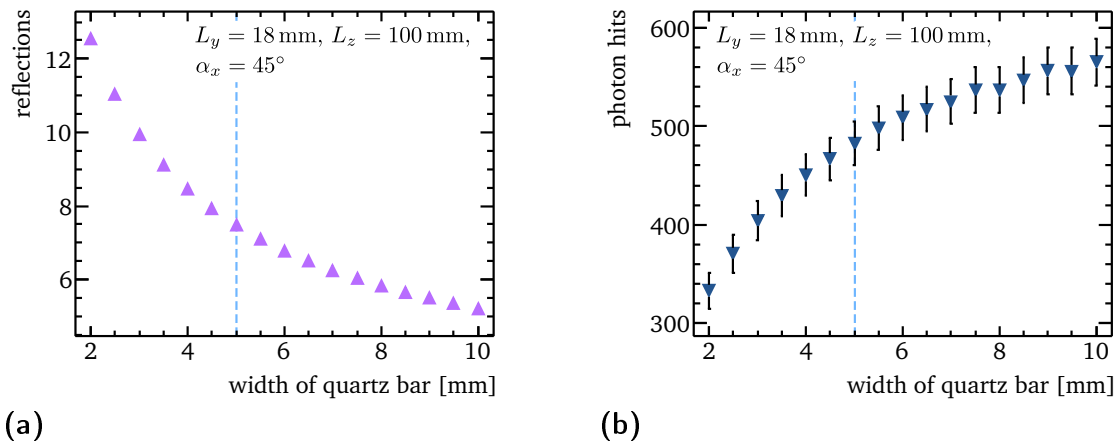 reflections
L_y = 18 mm, L_z = 100 mm,
α_x = 45°
12
10
8
6
2 4 6 8 10
width of quartz bar [mm]
(a)
photon hits
L_y = 18 mm, L_z = 100 mm,
α_x = 45°
600
500
400
300
2 4 6 8 10
width of quartz bar [mm]
(b)